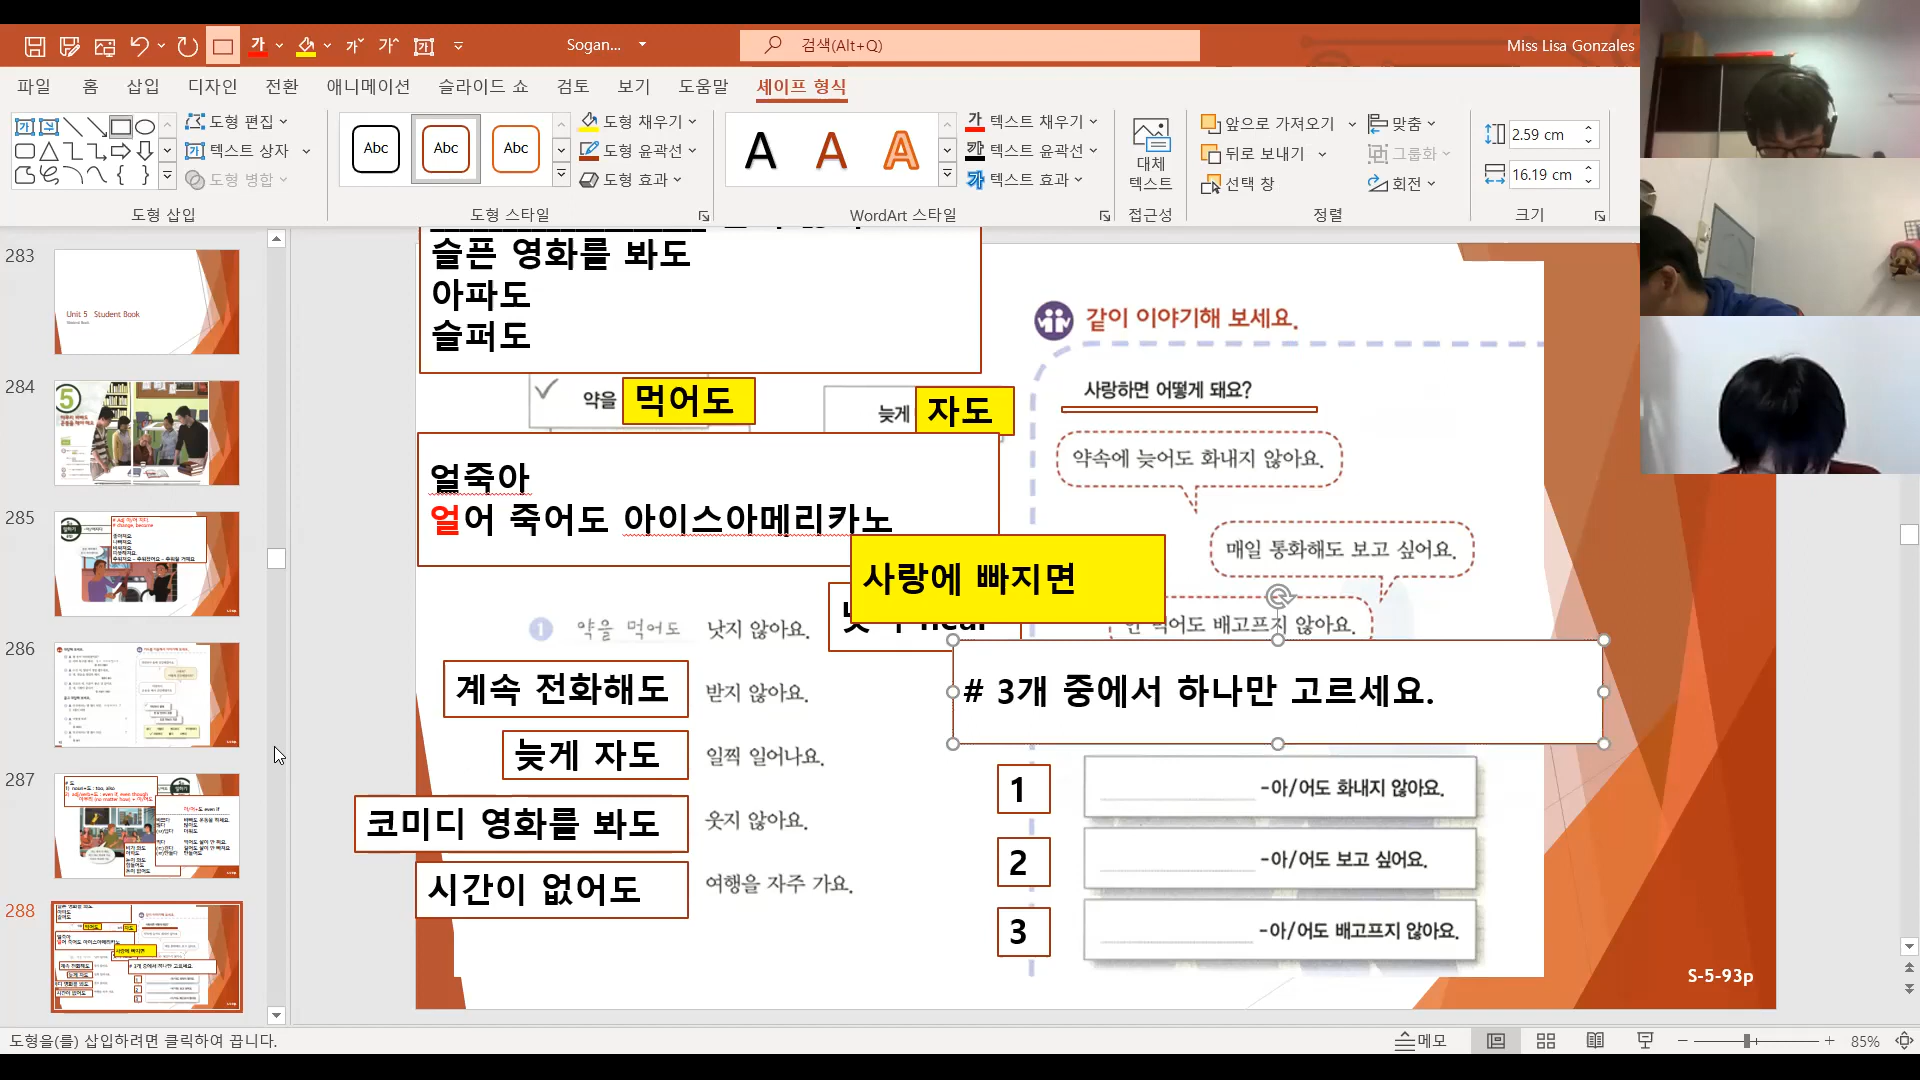 Sogan...
검색(Alt+Q)
Miss Lisa Gonzales
파일 홈 삽입 디자인 전환 애니메이션 슬라이드 쇼 검토 보기 도움말 셰이프 형식
도형 편집
텍스트 상자
도형 병합
도형 삽입
Abc Abc Abc
도형 채우기
도형 윤곽선
도형 효과
도형 스타일
A A A
텍스트 채우기
텍스트 윤곽선
텍스트 효과
WordArt 스타일
대체
텍스트
접근성
앞으로 가져오기
뒤로 보내기
선택 창
맞춤
그룹화
회전
정렬
2.59 cm
16.19 cm
크기
283
Unit 5 Student Book
284
5
285
286
287
288
슬픈 영화를 봐도
아파도
슬퍼도
약을 먹어도
늦게 자도
얼죽아
얼어 죽어도 아이스아메리카노
사랑에 빠지면
1 약을 먹어도 낫지 않아요.
계속 전화해도 받지 않아요.
늦게 자도 일찍 일어나요.
코미디 영화를 봐도 웃지 않아요.
시간이 없어도 여행을 자주 가요.
같이 이야기해 보세요.
사랑하면 어떻게 돼요?
약속에 늦어도 화내지 않아요.
매일 통화해도 보고 싶어요.
먹어도 배고프지 않아요.
# 3개 중에서 하나만 고르세요.
1 -아/어도 화내지 않아요.
2 -아/어도 보고 싶어요.
3 -아/어도 배고프지 않아요.
S-5-93p
도형을(를) 삽입하려면 클릭하여 끕니다.
메모
85%